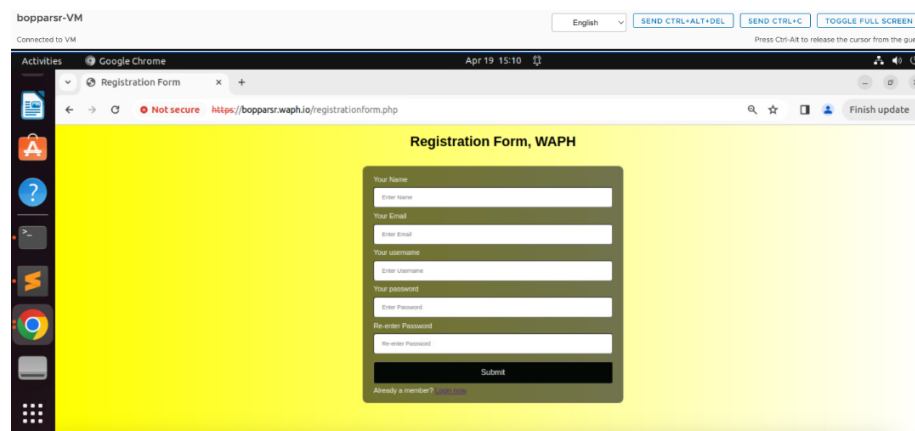 bopparsr-VM
English
SEND CTRL+ALT+DEL
SEND CTRL+C
TOGGLE FULL SCREEN
Connected to VM
Press Ctrl-Alt to release the cursor from the gue
Activities
Google Chrome
Apr 19 15:10
Registration Form
Not secure https://bopparsr.waph.io/registrationform.php
Finish update
Registration Form, WAPH
Your Name
Enter Name
Your Email
Enter Email
Your username
Enter Username
Your password
Enter Password
Re-enter Password
Re-enter Password
Submit
Already a member? Login now